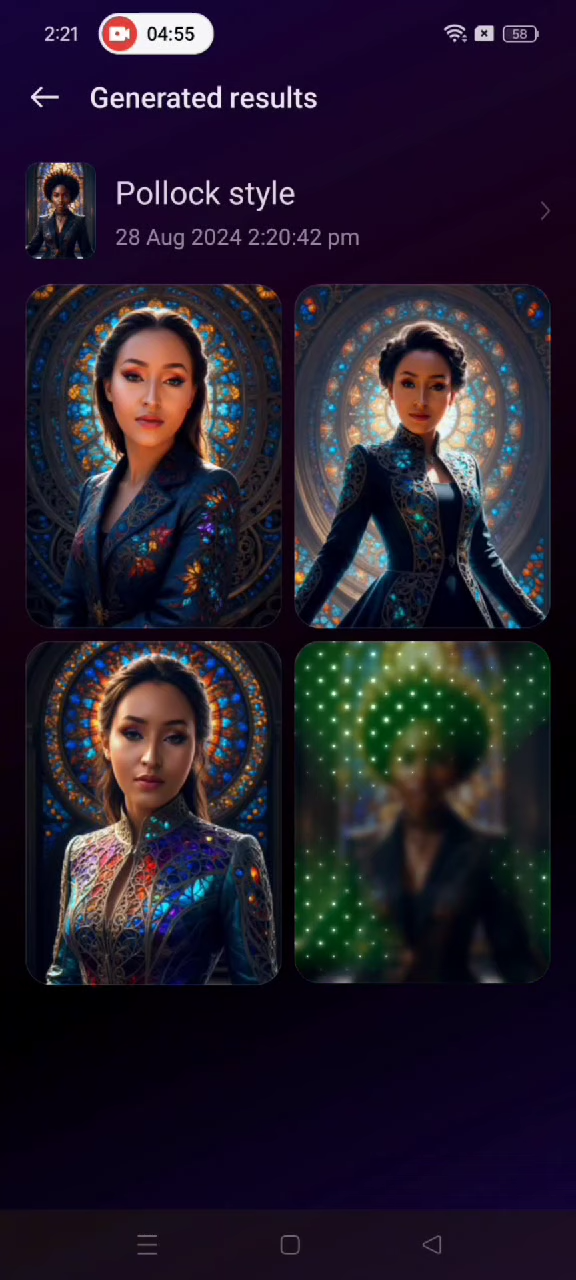 2:21
04:55
58
Generated results
Pollock style
28 Aug 2024 2:20:42 pm